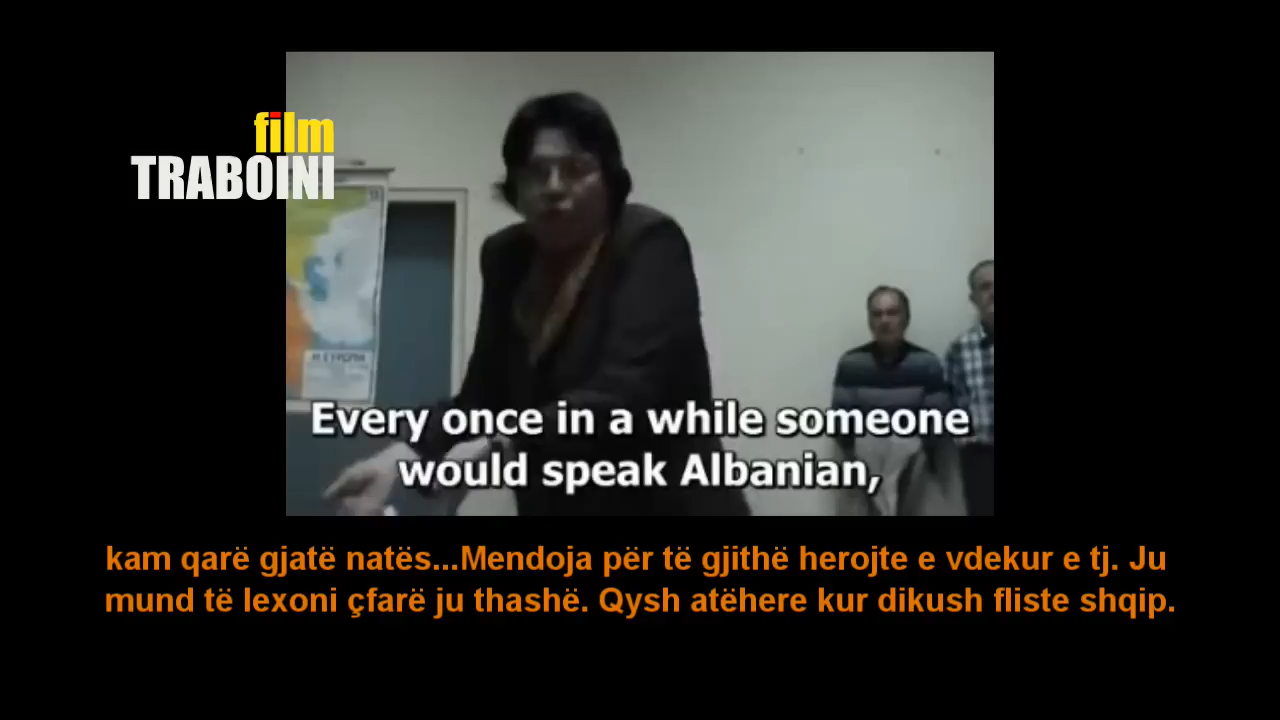 film
TRABOINI
Every once in a while someone
would speak Albanian,
kam qarë gjatë natës...Mendoja për të gjithë herojte e vdekur e tj. Ju
mund të lexoni çfarë ju thashë. Qysh atëhere kur dikush fliste shqip.